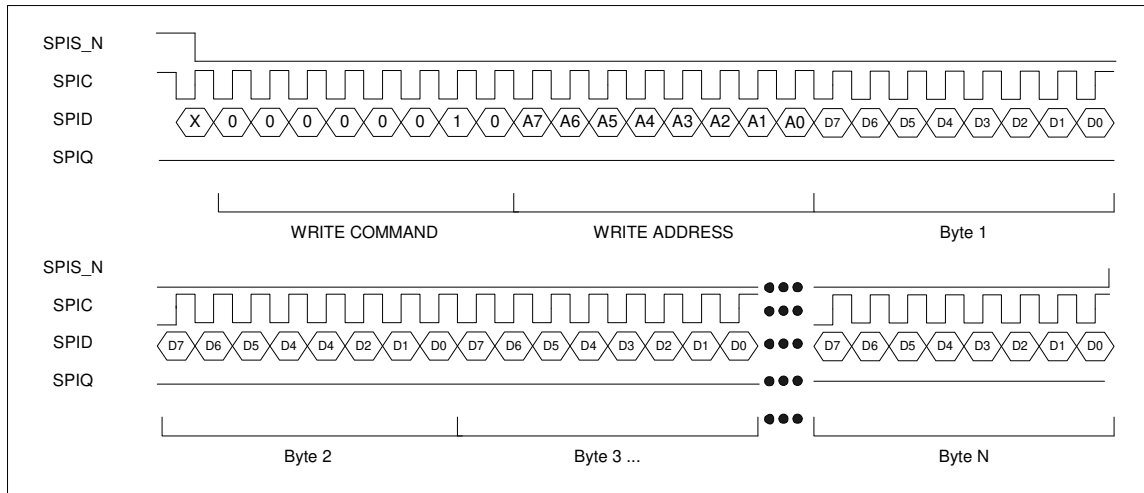 SPIS_N
SPIC
SPID X 0 0 0 0 0 0 1 0 A7 A6 A5 A4 A3 A2 A1 A0 D7 D6 D5 D4 D3 D2 D1 D0
SPIQ
WRITE COMMAND WRITE ADDRESS Byte 1
SPIS_N
SPIC
SPID D7 D6 D5 D4 D4 D2 D1 D0 D7 D6 D5 D4 D3 D2 D1 D0 D7 D6 D5 D4 D3 D2 D1 D0
SPIQ
Byte 2 Byte 3 ... Byte N